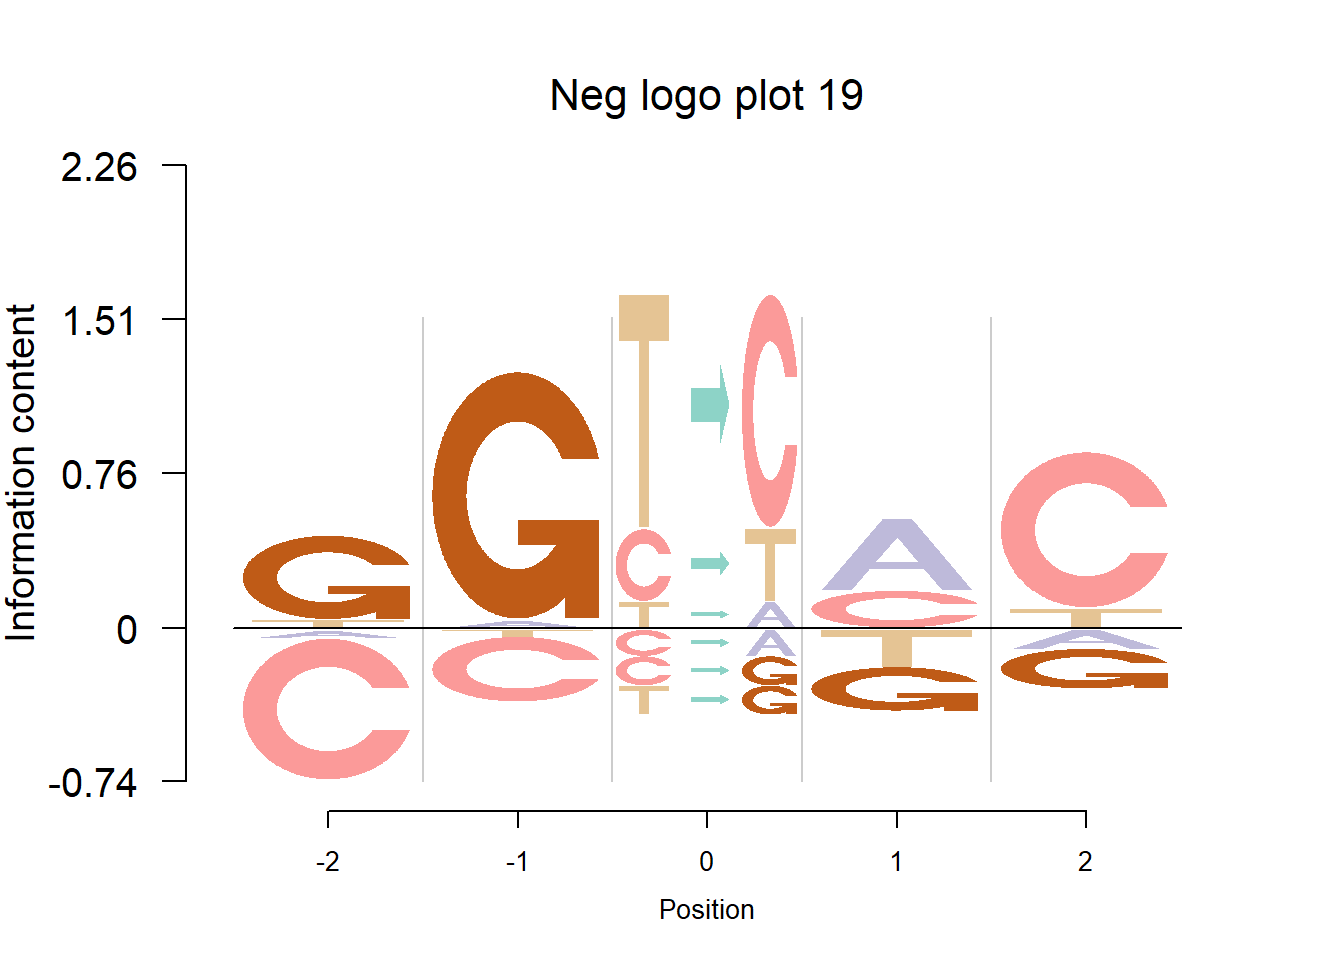 Neg logo plot 19
2.26
1.51
0.76
0
-0.74
Information content
G T A C
G A T C
T → C
C → T
T → A
C → A
C → G
T → G
A C T G
C T A G
-2 -1 0 1 2
Position